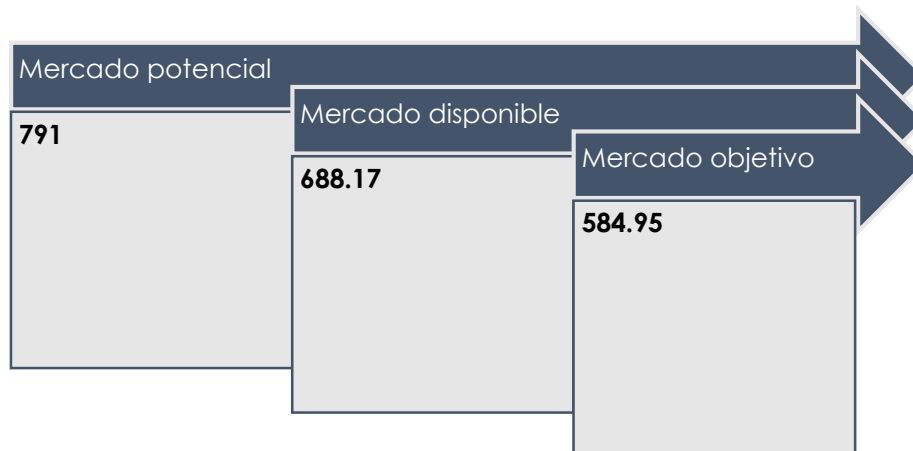 Mercado potencial
791
Mercado disponible
688.17
Mercado objetivo
584.95